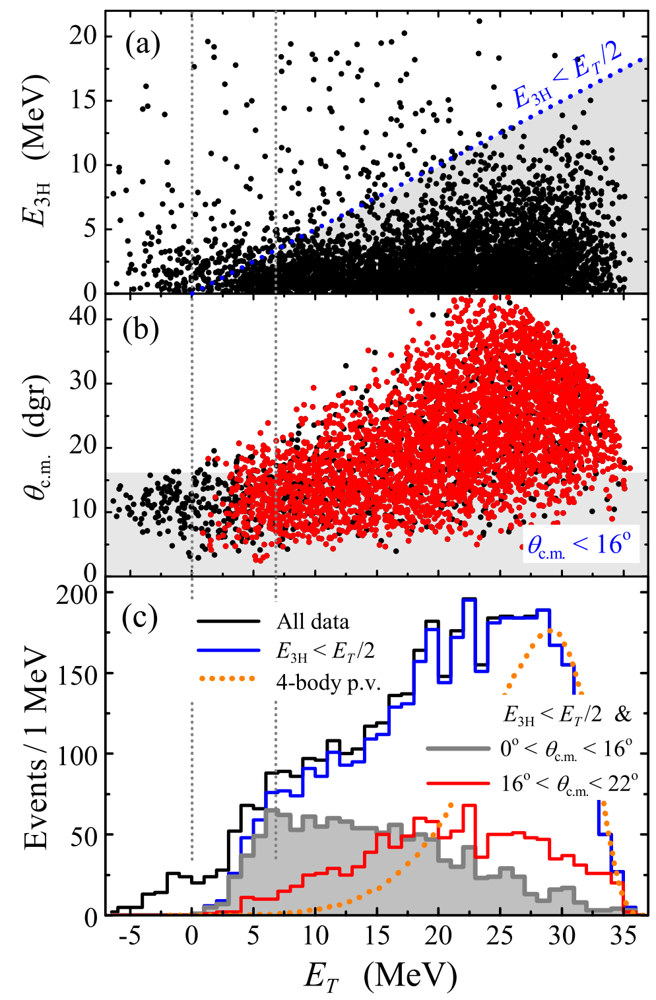 (a)
E3H < ET/2
20
15
10
5
0
E3H (MeV)
(b)
40
30
20
10
0
θc.m. (dgr)
θc.m. < 16°
(c)
200
150
100
50
0
Events / 1 MeV
All data
E3H < ET/2
4-body p.v.
E3H < ET/2 &
0° < θc.m. < 16°
16° < θc.m. < 22°
-5 0 5 10 15 20 25 30 35
ET (MeV)